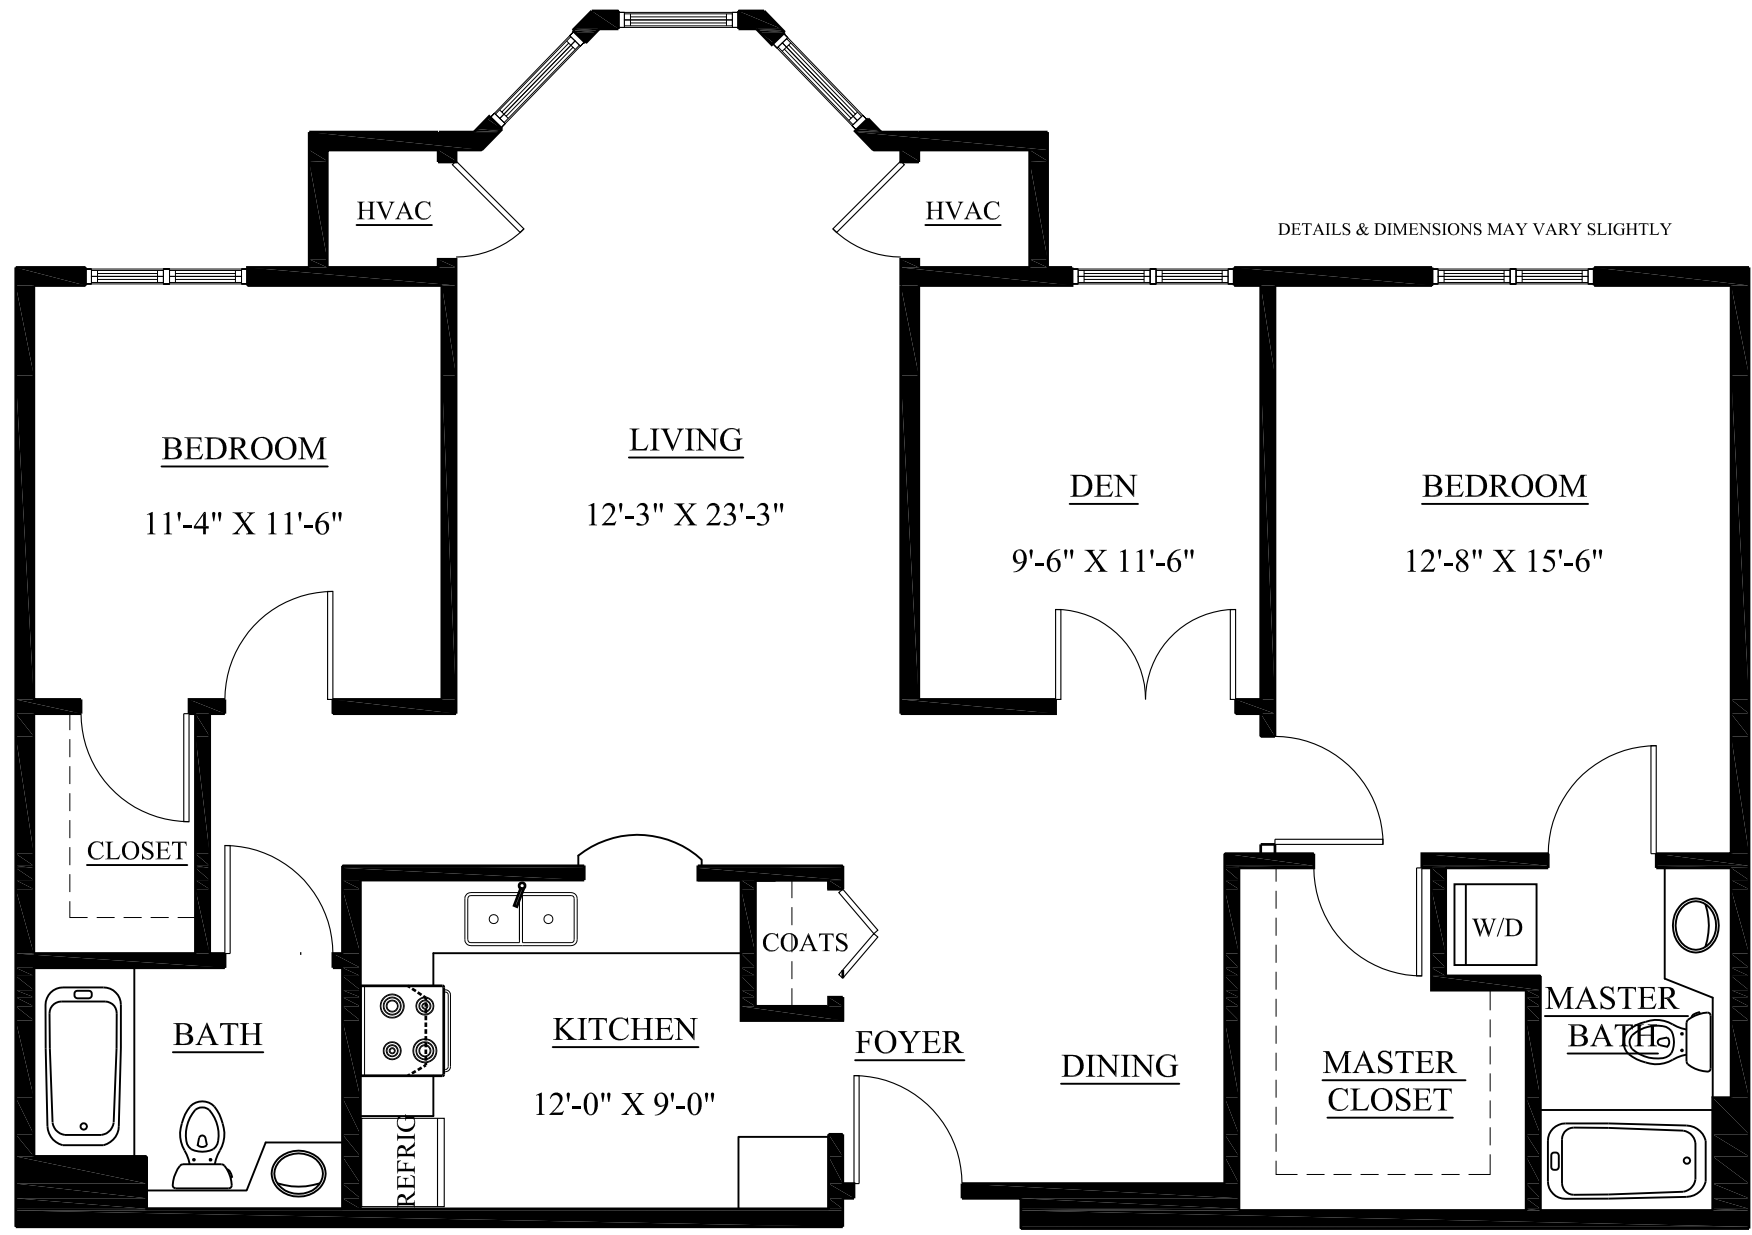 HVAC
HVAC
DETAILS & DIMENSIONS MAY VARY SLIGHTLY
BEDROOM
11'-4" X 11'-6"
LIVING
12'-3" X 23'-3"
DEN
9'-6" X 11'-6"
BEDROOM
12'-8" X 15'-6"
CLOSET
BATH
KITCHEN
12'-0" X 9'-0"
REFRIG
COATS
FOYER
DINING
MASTER
CLOSET
W/D
MASTER
BATH